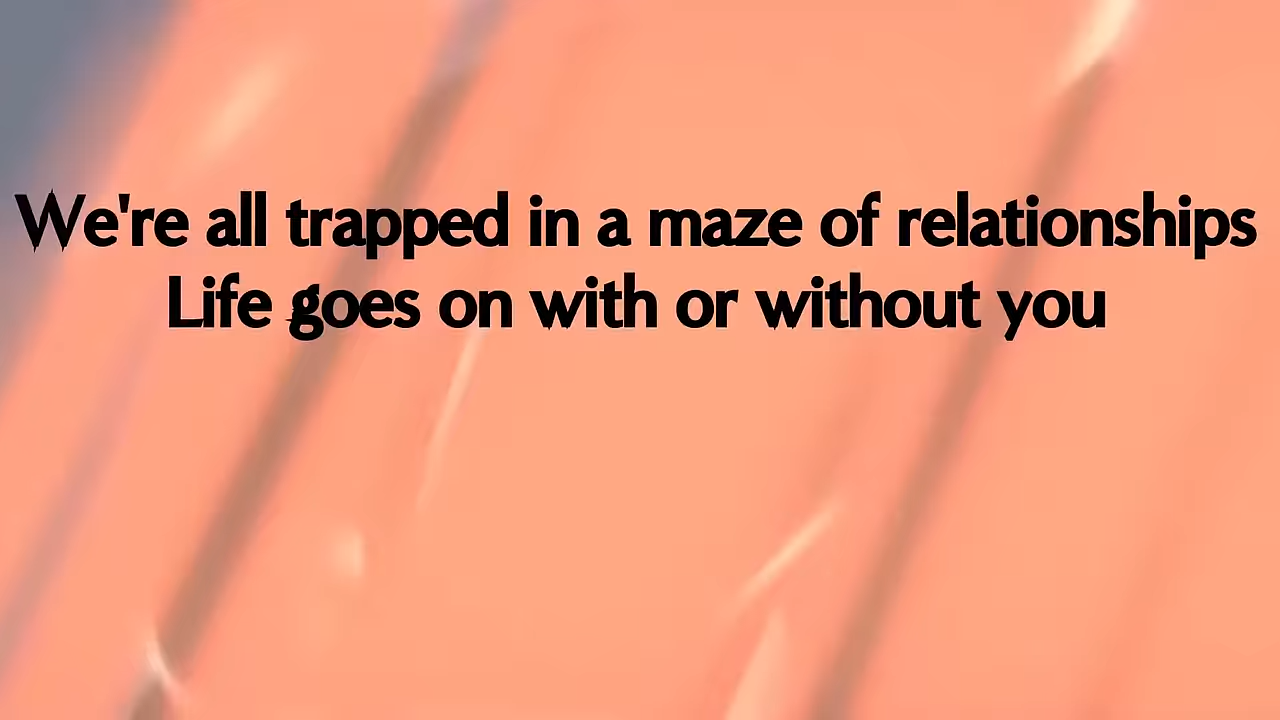 We're all trapped in a maze of relationships
Life goes on with or without you